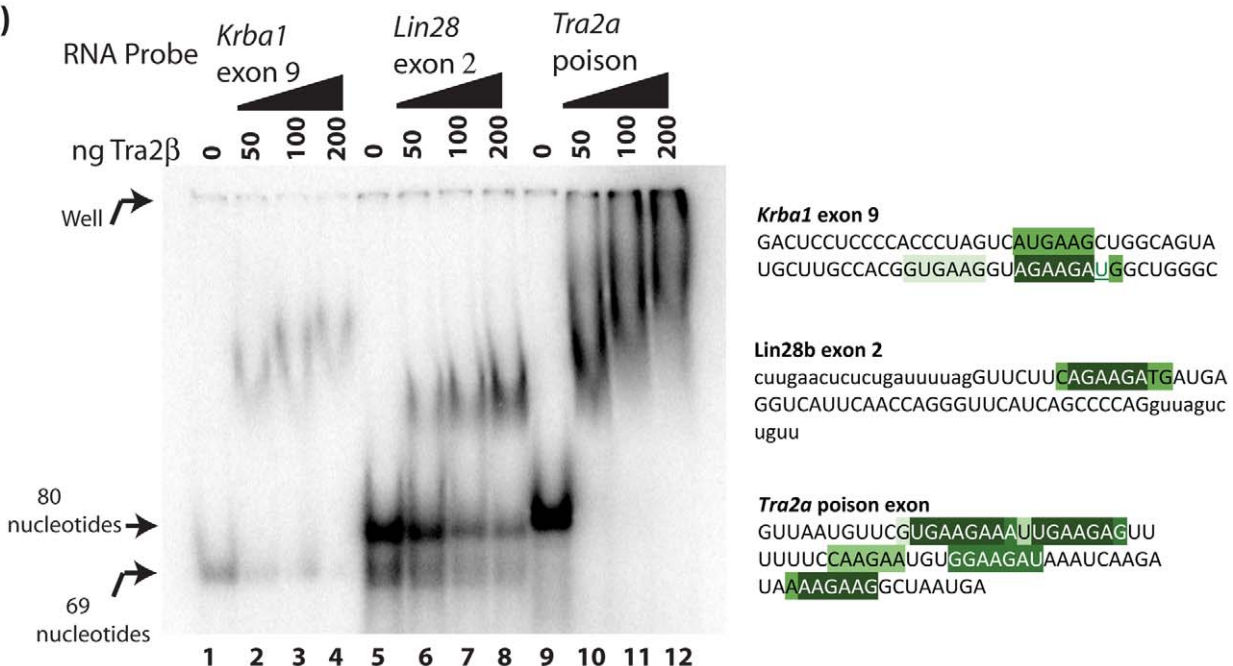 )
RNA Probe
Krba1
exon 9
Lin28
exon 2
Tra2a
poison
ng Tra2β
0 50 100 200 0 50 100 200 0 50 100 200
Well
80
nucleotides
69
nucleotides
1 2 3 4 5 6 7 8 9 10 11 12
Krba1 exon 9
GACUCCUCCCCACCCUAGUCAUGAAGCUGGCAGUA
UGCUUGCCACGGUGAAGGUAGAAGAUGGCUGGGC
Lin28b exon 2
cuugaacucucugauuuuagGUUCUUCAGAAGATGAUGA
GGUCAUUCAACCAGGGUUCAUCAGCCCCAGguuaguc
uguu
Tra2a poison exon
GUUAAUGUUCGUGAAGAAAUUGAAGAGUU
UUUUCCAAGAAUGUGGAAGAUAAAUCAAGA
UAAAAGAAGGCUAAUGA